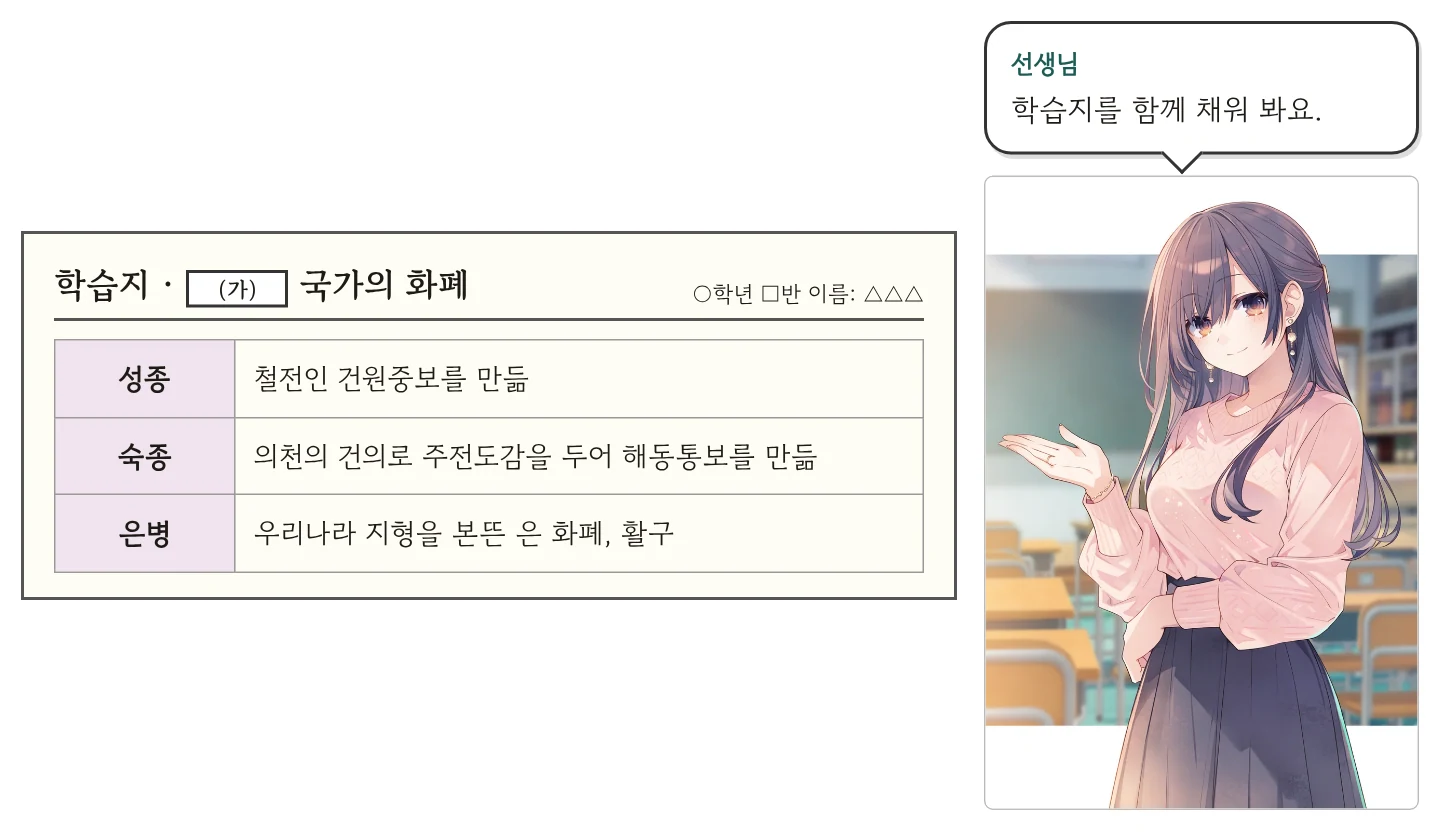 학습지 · (가) 국가의 화폐
○학년 □반 이름: △△△
성종 철전인 건원중보를 만듦
숙종 의천의 건의로 주전도감을 두어 해동통보를 만듦
은병 우리나라 지형을 본뜬 은 화폐, 활구
선생님
학습지를 함께 채워 봐요.